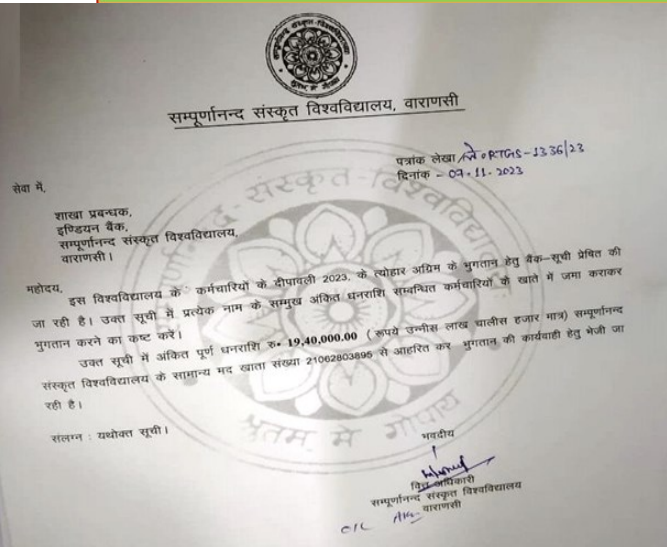 सम्पूर्णानन्द संस्कृत विश्वविद्यालय, वाराणसी
पत्रांक लेखा RTGS-1336/23
दिनांक - 09.11.2023
सेवा में,
शाखा प्रबन्धक,
इण्डियन बैंक,
सम्पूर्णानन्द संस्कृत विश्वविद्यालय,
वाराणसी।
महोदय,
इस विश्वविद्यालय के कर्मचारियों के दीपावली 2023, के त्योहार अग्रिम के भुगतान हेतु बैंक-सूची प्रेषित की
जा रही है। उक्त सूची में प्रत्येक नाम के सम्मुख अंकित धनराशि सम्बन्धित कर्मचारियों के खाते में जमा कराकर
भुगतान करने का कष्ट करें।
उक्त सूची में अंकित पूर्ण धनराशि रु॰ 19,40,000.00 ( रूपये उन्नीस लाख चालीस हजार मात्र) सम्पूर्णानन्द
संस्कृत विश्वविद्यालय के सामान्य मद खाता संख्या 21062803895 से आहरित कर भुगतान की कार्यवाही हेतु भेजी जा
रही है।
संलग्न : यथोक्त सूची।
भवदीय
वित्त अधिकारी
सम्पूर्णानन्द संस्कृत विश्वविद्यालय
वाराणसी
संस्कृत-विश्वविद्यालय
श्रुतम् मे गोपाय